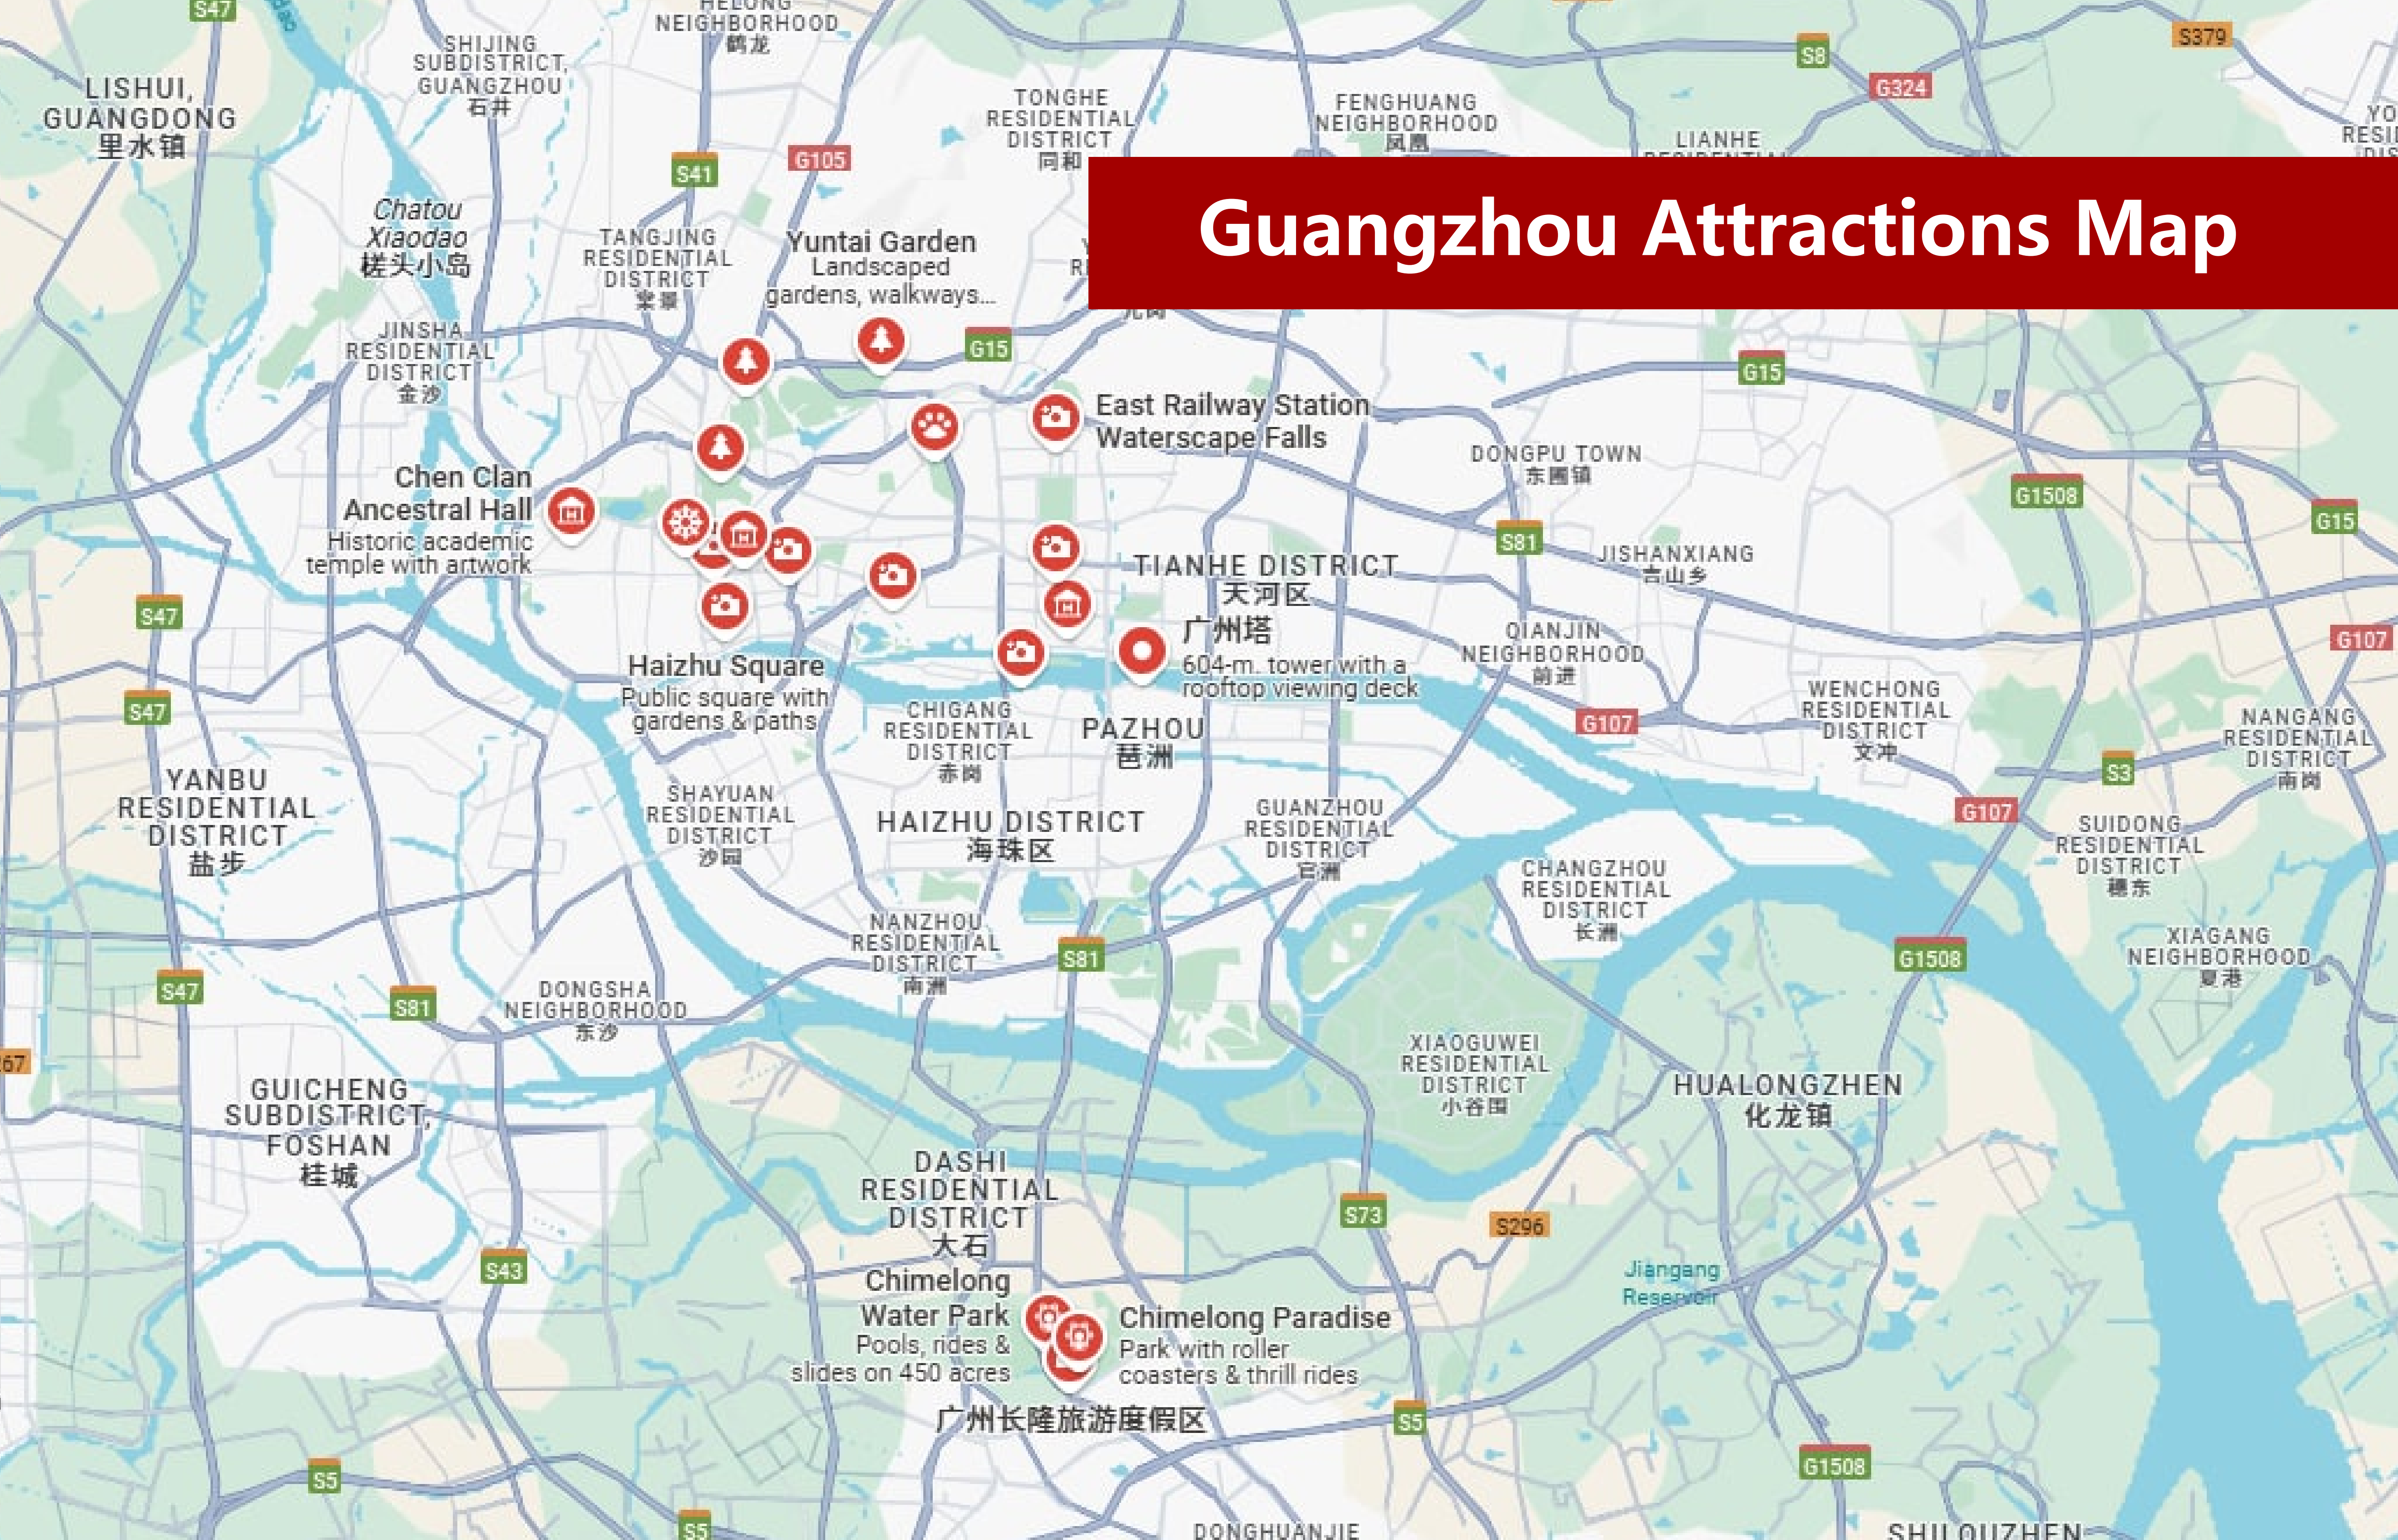 S47
HELONG
NEIGHBORHOOD
鹤龙
SHIJING
SUBDISTRICT,
GUANGZHOU
石井
S379
S8
G324
LISHUI,
GUANGDONG
里水镇
TONGHE
RESIDENTIAL
DISTRICT
同和
FENGHUANG
NEIGHBORHOOD
凤凰
LIANHE
S41
G105
Guangzhou Attractions Map
Chatou
Xiaodao
槎头小岛
TANGJING
RESIDENTIAL
DISTRICT
棠景
Yuntai Garden
Landscaped
gardens, walkways...
JINSHA
RESIDENTIAL
DISTRICT
金沙
G15
G15
East Railway Station
Waterscape Falls
DONGPU TOWN
东圃镇
G1508
G15
Chen Clan
Ancestral Hall
Historic academic
temple with artwork
S81
JISHANXIANG
吉山乡
TIANHE DISTRICT
天河区
S47
广州塔
604-m. tower with a
rooftop viewing deck
QIANJIN
NEIGHBORHOOD
前进
G107
Haizhu Square
Public square with
gardens & paths
S47
CHIGANG
RESIDENTIAL
DISTRICT
赤岗
PAZHOU
琶洲
G107
WENCHONG
RESIDENTIAL
DISTRICT
文冲
NANGANG
RESIDENTIAL
DISTRICT
南岗
S3
YANBU
RESIDENTIAL
DISTRICT
盐步
SHAYUAN
RESIDENTIAL
DISTRICT
沙园
HAIZHU DISTRICT
海珠区
GUANZHOU
RESIDENTIAL
DISTRICT
官洲
G107
SUIDONG
RESIDENTIAL
DISTRICT
穗东
CHANGZHOU
RESIDENTIAL
DISTRICT
长洲
NANZHOU
RESIDENTIAL
DISTRICT
南洲
S81
G1508
XIAGANG
NEIGHBORHOOD
夏港
S47
S81
DONGSHA
NEIGHBORHOOD
东沙
67
XIAOGUWEI
RESIDENTIAL
DISTRICT
小谷围
GUICHENG
SUBDISTRICT,
FOSHAN
桂城
HUALONGZHEN
化龙镇
DASHI
RESIDENTIAL
DISTRICT
大石
S73
S296
S43
Jiangang
Reservoir
Chimelong
Water Park
Pools, rides &
slides on 450 acres
Chimelong Paradise
Park with roller
coasters & thrill rides
广州长隆旅游度假区
S5
G1508
S5
S5
DONGHUANJIE
SHILOUZHEN